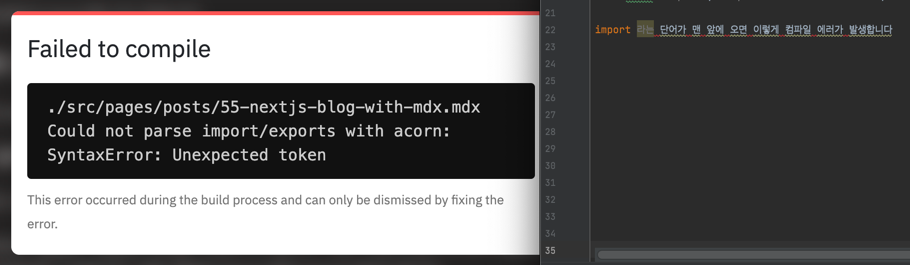 Failed to compile
./src/pages/posts/55-nextjs-blog-with-mdx.mdx
Could not parse import/exports with acorn:
SyntaxError: Unexpected token
This error occurred during the build process and can only be dismissed by fixing the
error.
21
22 import 라는 단어가 맨 앞에 오면 이렇게 컴파일 에러가 발생합니다
23
24
25
26
27
28
29
30
31
32
33
34
35